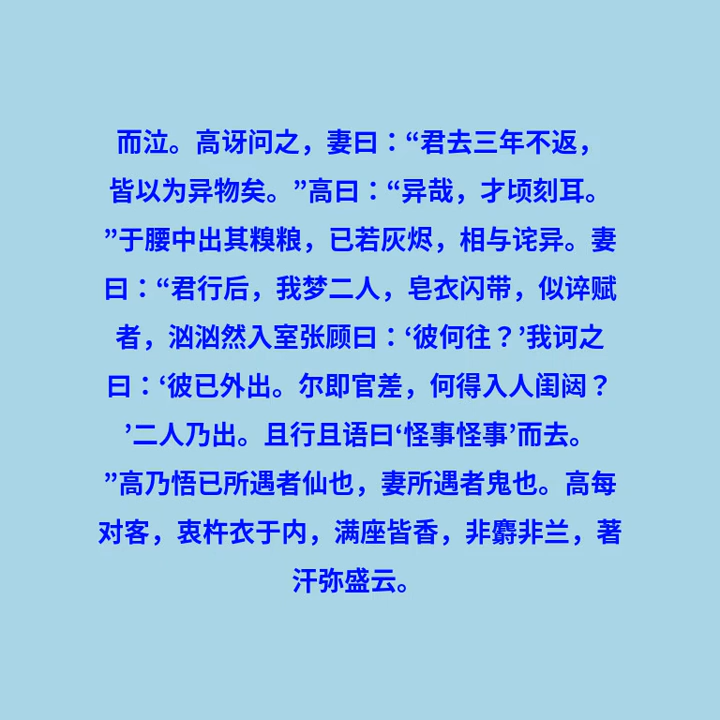 而泣。高讶问之，妻曰：“君去三年不返，
皆以为异物矣。”高曰：“异哉，才顷刻耳。
”于腰中出其糗粮，已若灰烬，相与诧异。妻
曰：“君行后，我梦二人，皂衣闪带，似谇赋
者，汹汹然入室张顾曰：‘彼何往？’我诃之
曰：‘彼已外出。尔即官差，何得入人闺闼？
’二人乃出。且行且语曰‘怪事怪事’而去。
”高乃悟已所遇者仙也，妻所遇者鬼也。高每
对客，衷杵衣于内，满座皆香，非麝非兰，著
汗弥盛云。